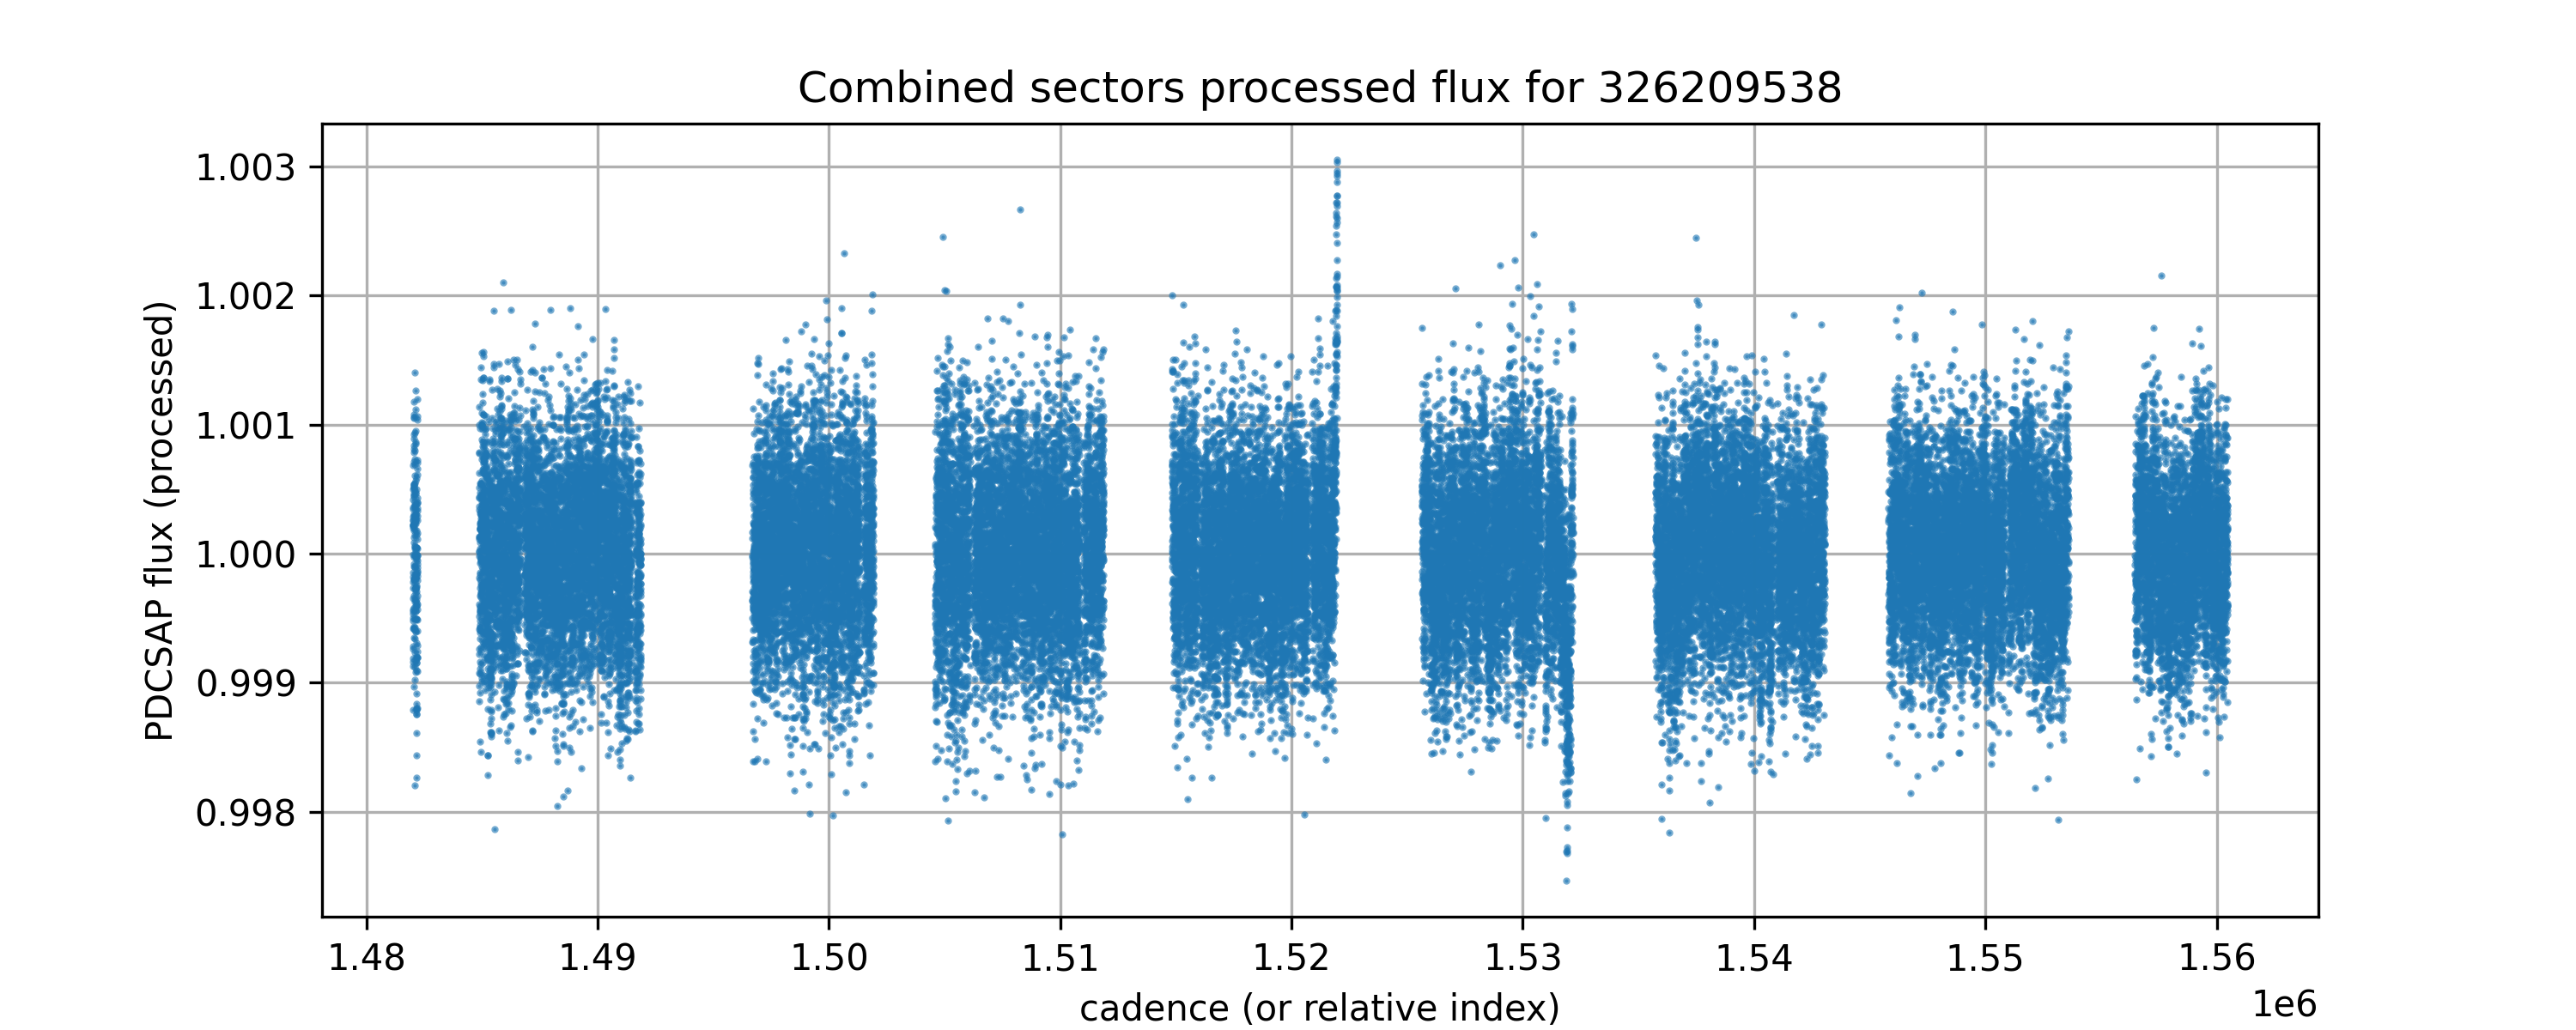 Combined sectors processed flux for 326209538
PDCSAP flux (processed)
1.003
1.002
1.001
1.000
0.999
0.998
1.48 1.49 1.50 1.51 1.52 1.53 1.54 1.55 1.56
1e6
cadence (or relative index)